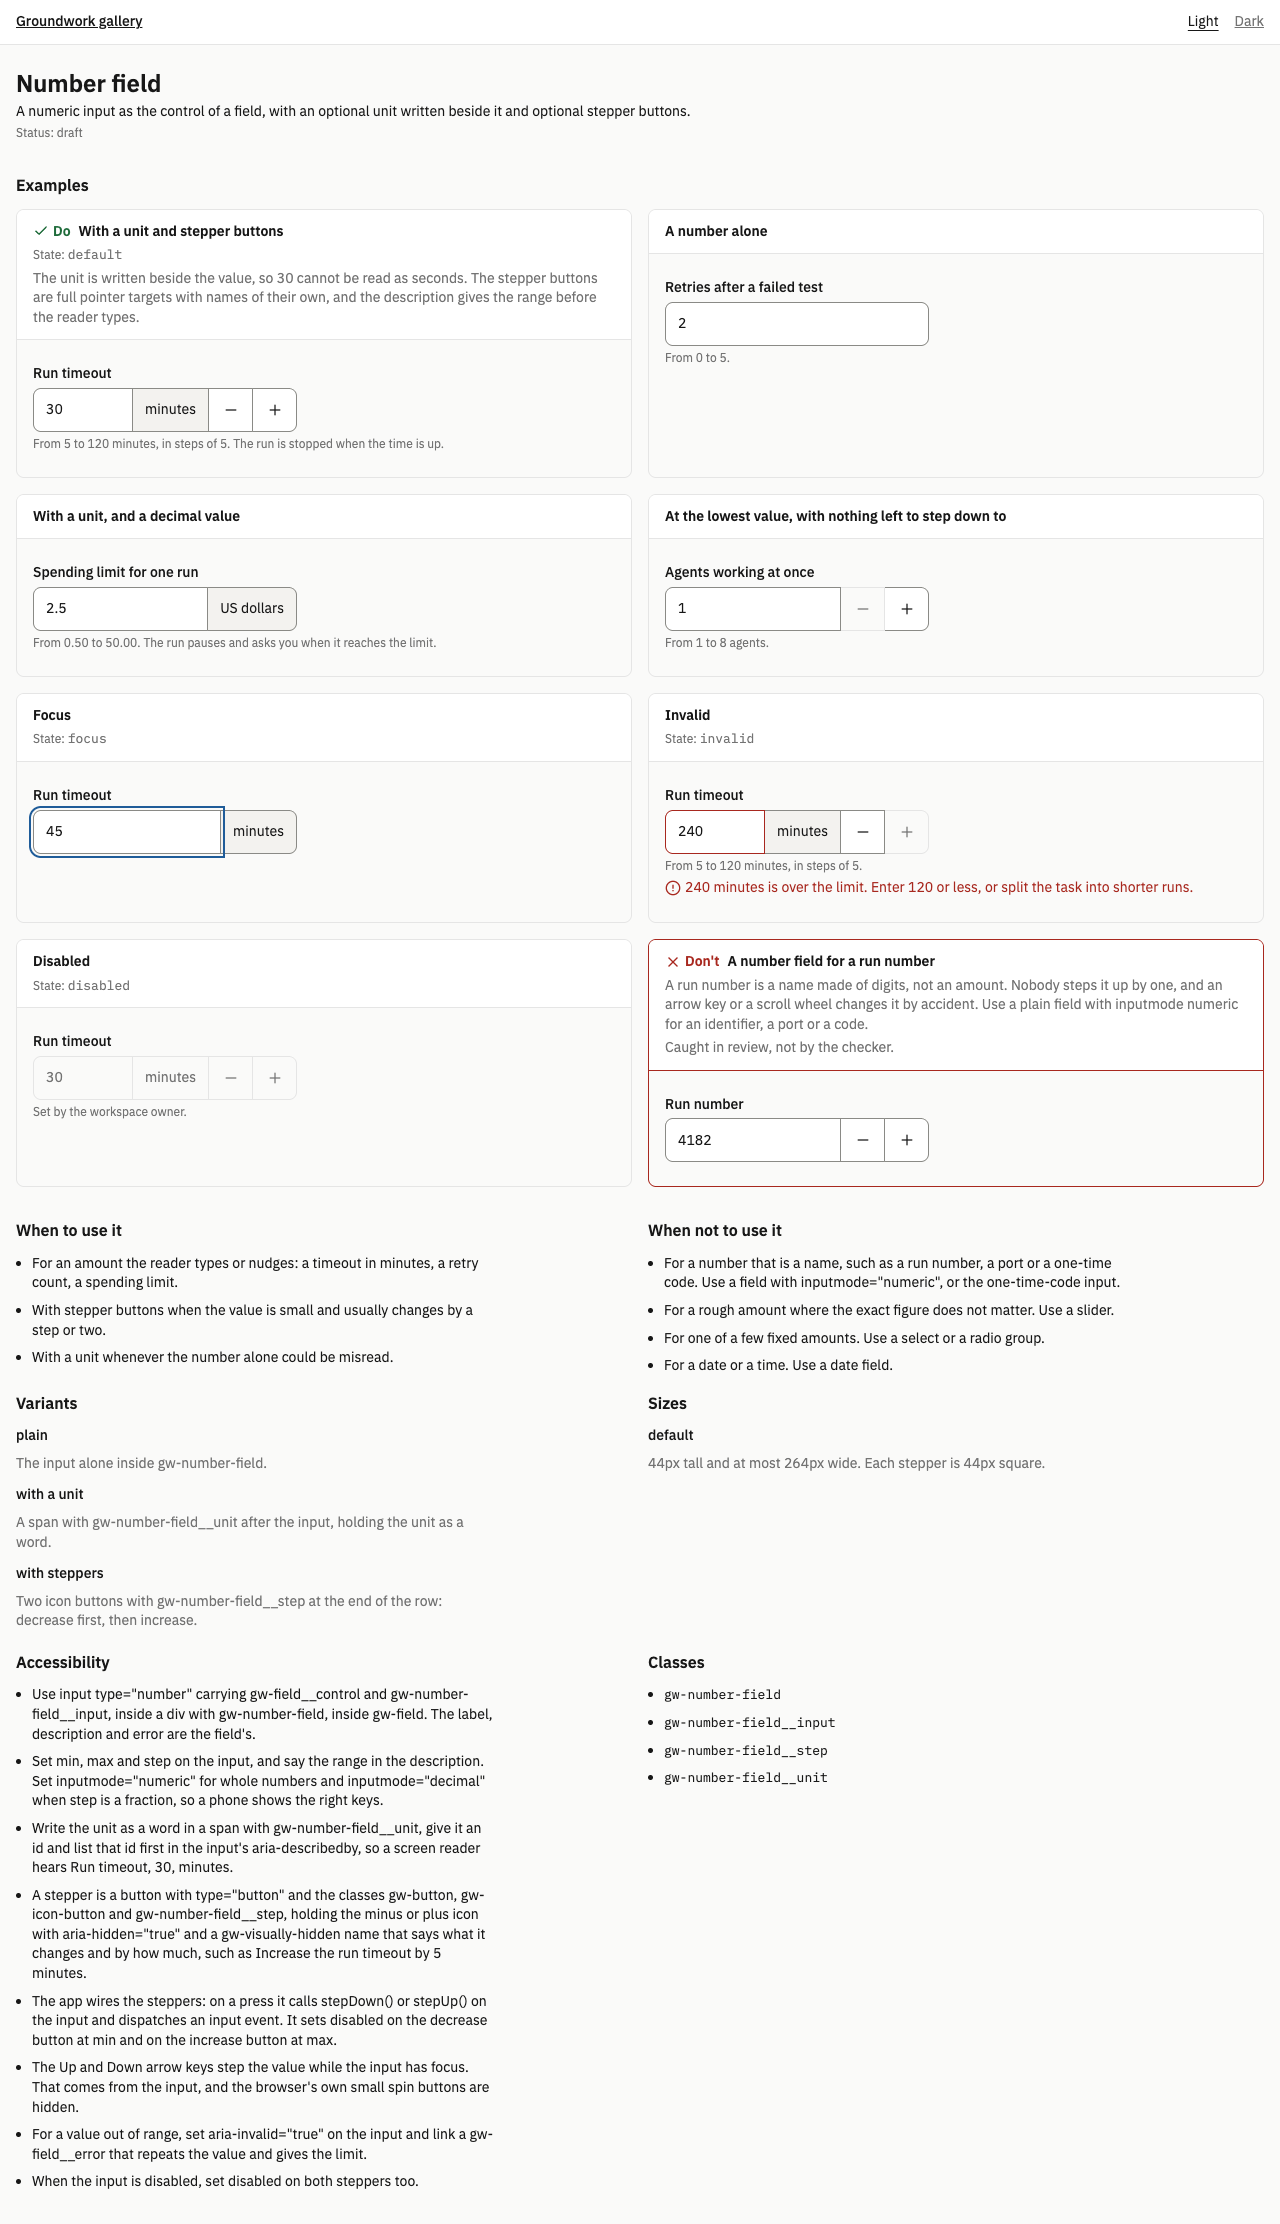 Groundwork gallery
Light Dark
Number field
A numeric input as the control of a field, with an optional unit written beside it and optional stepper buttons.
Status: draft
Examples
Do With a unit and stepper buttons
State: default
The unit is written beside the value, so 30 cannot be read as seconds. The stepper buttons
are full pointer targets with names of their own, and the description gives the range before
the reader types.
Run timeout
30 minutes − +
From 5 to 120 minutes, in steps of 5. The run is stopped when the time is up.
A number alone
Retries after a failed test
2
From 0 to 5.
With a unit, and a decimal value
Spending limit for one run
2.5 US dollars
From 0.50 to 50.00. The run pauses and asks you when it reaches the limit.
At the lowest value, with nothing left to step down to
Agents working at once
1 − +
From 1 to 8 agents.
Focus
State: focus
Run timeout
45 minutes
Invalid
State: invalid
Run timeout
240 minutes − +
From 5 to 120 minutes, in steps of 5.
240 minutes is over the limit. Enter 120 or less, or split the task into shorter runs.
Disabled
State: disabled
Run timeout
30 minutes − +
Set by the workspace owner.
Don't A number field for a run number
A run number is a name made of digits, not an amount. Nobody steps it up by one, and an
arrow key or a scroll wheel changes it by accident. Use a plain field with inputmode numeric
for an identifier, a port or a code.
Caught in review, not by the checker.
Run number
4182 − +
When to use it
• For an amount the reader types or nudges: a timeout in minutes, a retry
count, a spending limit.
• With stepper buttons when the value is small and usually changes by a
step or two.
• With a unit whenever the number alone could be misread.
When not to use it
• For a number that is a name, such as a run number, a port or a one-time
code. Use a field with inputmode="numeric", or the one-time-code input.
• For a rough amount where the exact figure does not matter. Use a slider.
• For one of a few fixed amounts. Use a select or a radio group.
• For a date or a time. Use a date field.
Variants
plain
The input alone inside gw-number-field.
with a unit
A span with gw-number-field__unit after the input, holding the unit as a
word.
with steppers
Two icon buttons with gw-number-field__step at the end of the row:
decrease first, then increase.
Sizes
default
44px tall and at most 264px wide. Each stepper is 44px square.
Accessibility
• Use input type="number" carrying gw-field__control and gw-number-
field__input, inside a div with gw-number-field, inside gw-field. The label,
description and error are the field's.
• Set min, max and step on the input, and say the range in the description.
Set inputmode="numeric" for whole numbers and inputmode="decimal"
when step is a fraction, so a phone shows the right keys.
• Write the unit as a word in a span with gw-number-field__unit, give it an
id and list that id first in the input's aria-describedby, so a screen reader
hears Run timeout, 30, minutes.
• A stepper is a button with type="button" and the classes gw-button, gw-
icon-button and gw-number-field__step, holding the minus or plus icon
with aria-hidden="true" and a gw-visually-hidden name that says what it
changes and by how much, such as Increase the run timeout by 5
minutes.
• The app wires the steppers: on a press it calls stepDown() or stepUp() on
the input and dispatches an input event. It sets disabled on the decrease
button at min and on the increase button at max.
• The Up and Down arrow keys step the value while the input has focus.
That comes from the input, and the browser's own small spin buttons are
hidden.
• For a value out of range, set aria-invalid="true" on the input and link a gw-
field__error that repeats the value and gives the limit.
• When the input is disabled, set disabled on both steppers too.
Classes
• gw-number-field
• gw-number-field__input
• gw-number-field__step
• gw-number-field__unit